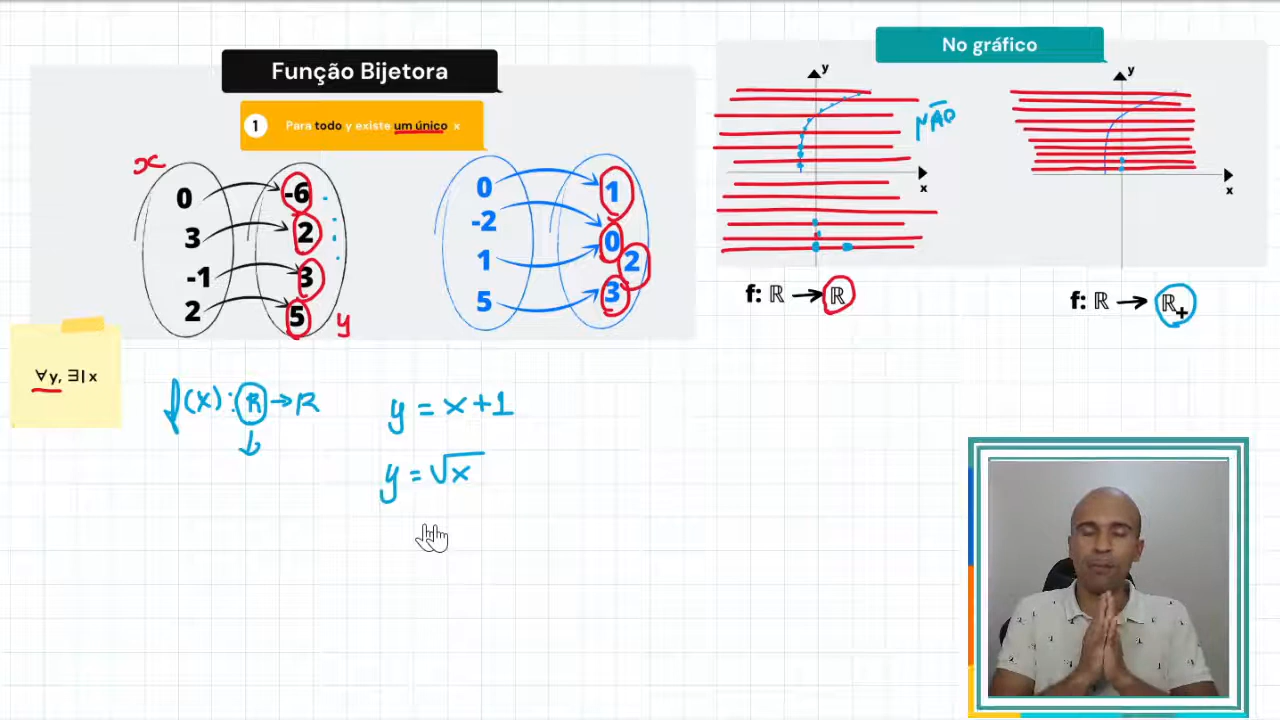 Função Bijetora
1 Para todo y existe um único x
x
0
3
-1
2
-6
2
3
5
y
0
-2
1
5
1
0
2
3
No gráfico
y
x
NÃO
f: ℝ → ℝ
y
x
f: ℝ → ℝ+
∀y, ∃| x
f(x): R → R
y = x + 1
y = √x